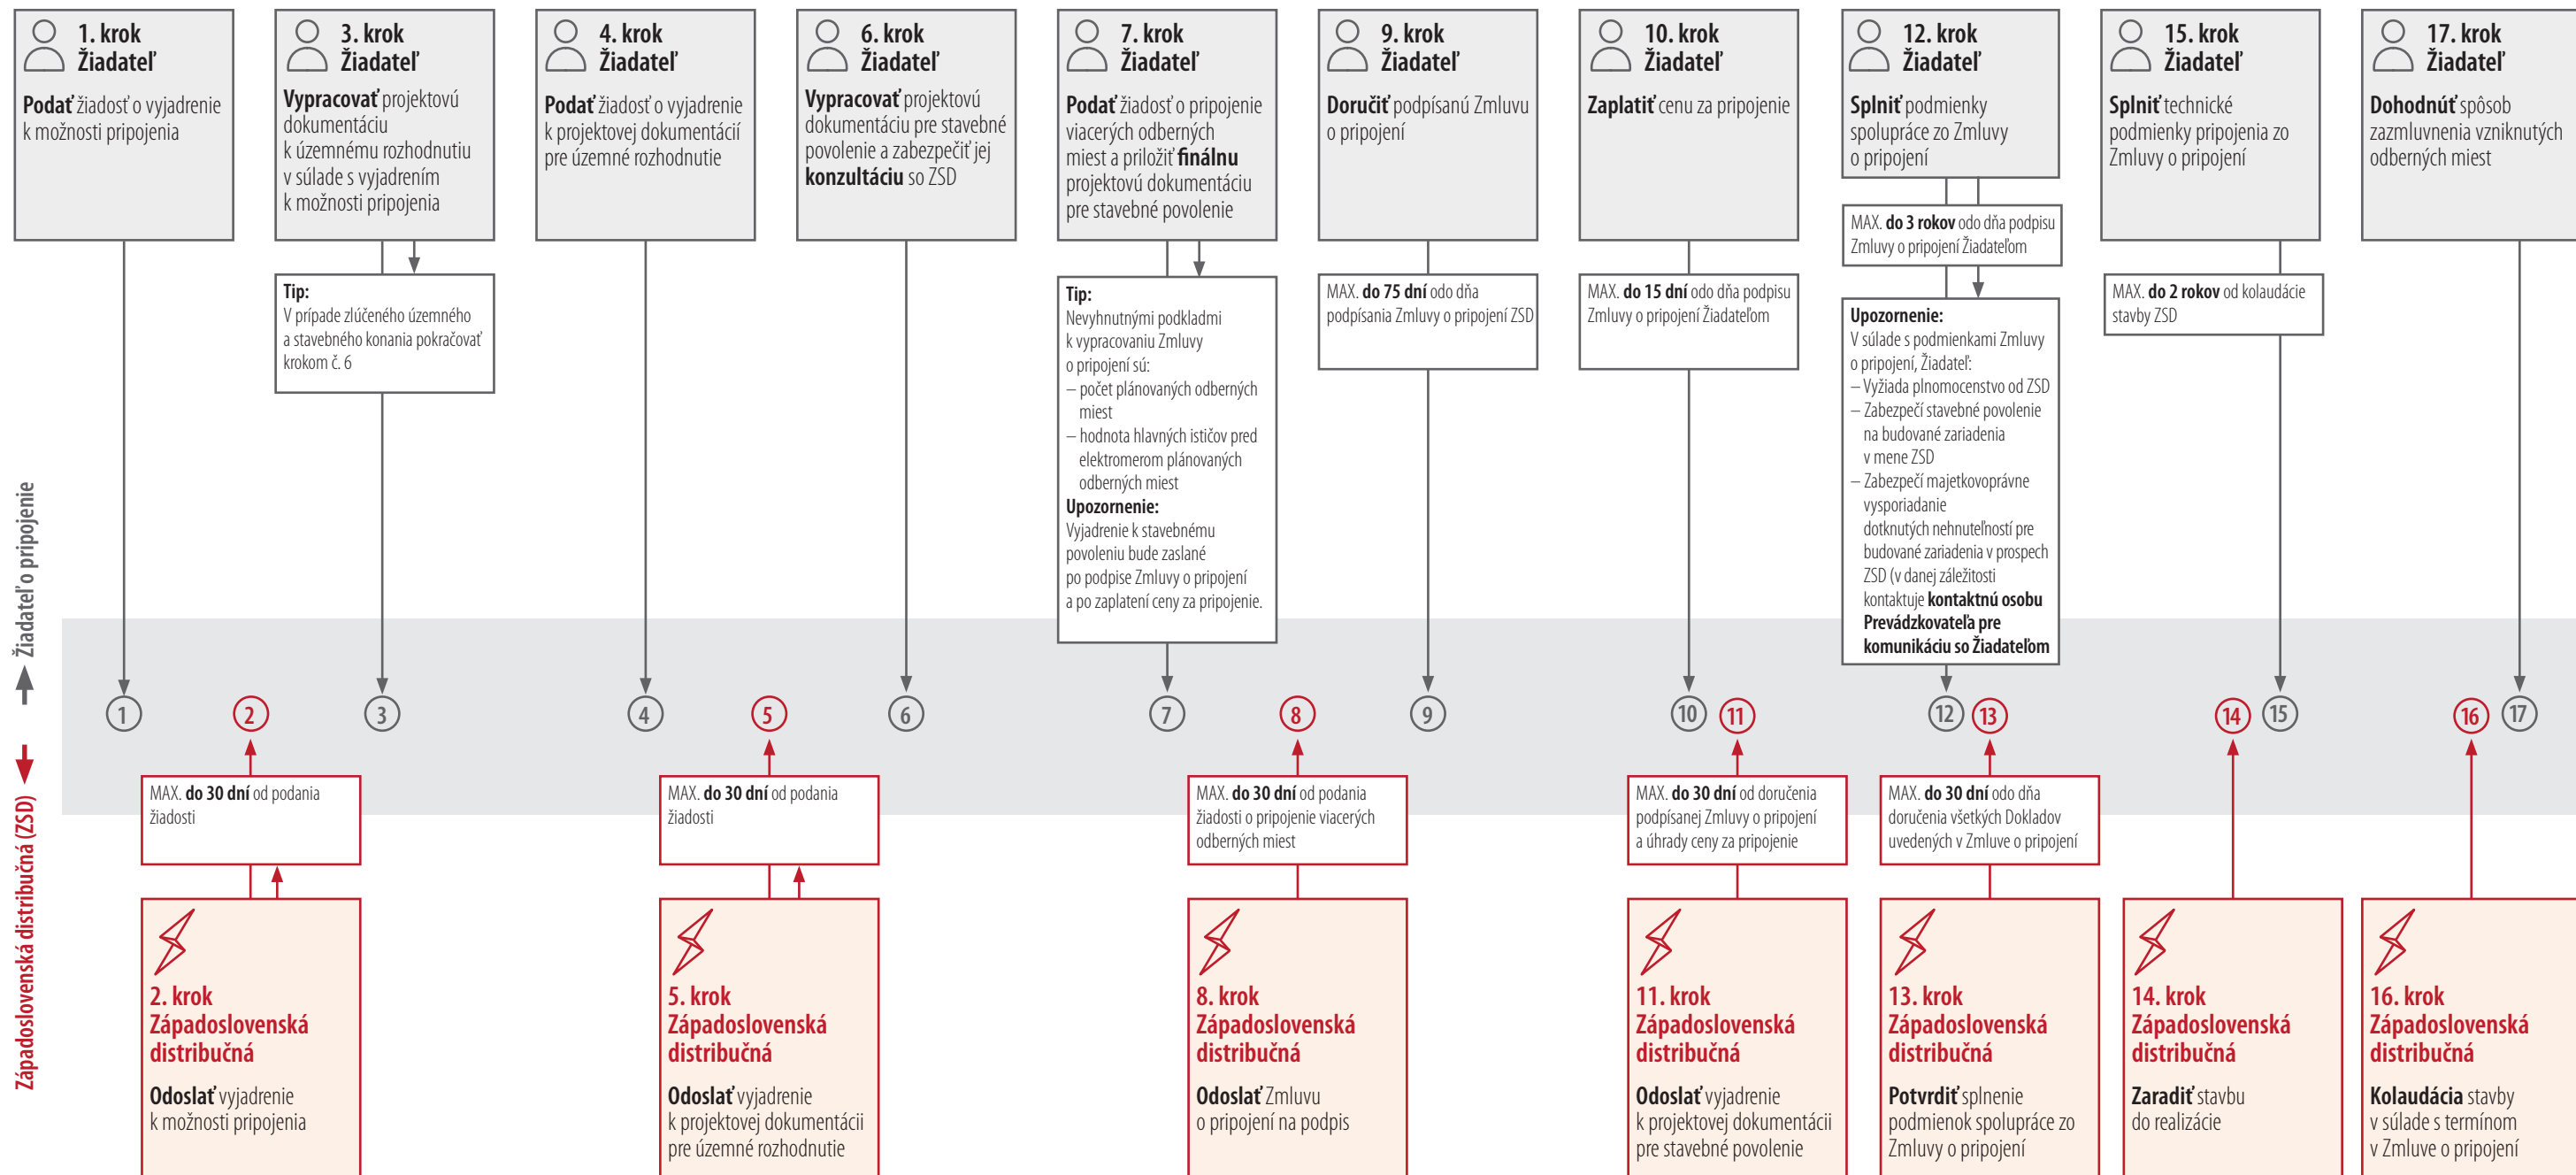 1. krok
Žiadateľ
Podať žiadosť o vyjadrenie
k možnosti pripojenia
3. krok
Žiadateľ
Vypracovať projektovú
dokumentáciu
k územnému rozhodnutiu
v súlade s vyjadrením
k možnosti pripojenia
Tip:
V prípade zlúčeného územného
a stavebného konania pokračovať
krokom č. 6
4. krok
Žiadateľ
Podať žiadosť o vyjadrenie
k projektovej dokumentácií
pre územné rozhodnutie
6. krok
Žiadateľ
Vypracovať projektovú
dokumentáciu pre stavebné
povolenie a zabezpečiť jej
konzultáciu so ZSD
7. krok
Žiadateľ
Podať žiadosť o pripojenie
viacerých odberných
miest a priložiť finálnu
projektovú dokumentáciu
pre stavebné povolenie
Tip:
Nevyhnutnými podkladmi
k vypracovaniu Zmluvy
o pripojení sú:
– počet plánovaných odberných
miest
– hodnota hlavných ističov pred
elektromerom plánovaných
odberných miest
Upozornenie:
Vyjadrenie k stavebnému
povoleniu bude zaslané
po podpise Zmluvy o pripojení
a po zaplatení ceny za pripojenie.
9. krok
Žiadateľ
Doručiť podpísanú Zmluvu
o pripojení
MAX. do 75 dní odo dňa
podpísania Zmluvy o pripojení ZSD
10. krok
Žiadateľ
Zaplatiť cenu za pripojenie
MAX. do 15 dní odo dňa podpisu
Zmluvy o pripojení Žiadateľom
12. krok
Žiadateľ
Splniť podmienky
spolupráce zo Zmluvy
o pripojení
MAX. do 3 rokov odo dňa podpisu
Zmluvy o pripojení Žiadateľom
Upozornenie:
V súlade s podmienkami Zmluvy
o pripojení, Žiadateľ:
– Vyžiada plnomocenstvo od ZSD
– Zabezpečí stavebné povolenie
na budované zariadenia
v mene ZSD
– Zabezpečí majetkovoprávne
vysporiadanie
dotknutých nehnuteľností pre
budované zariadenia v prospech
ZSD (v danej záležitosti
kontaktuje kontaktnú osobu
Prevádzkovateľa pre
komunikáciu so Žiadateľom
15. krok
Žiadateľ
Splniť technické
podmienky pripojenia zo
Zmluvy o pripojení
MAX. do 2 rokov od kolaudácie
stavby ZSD
17. krok
Žiadateľ
Dohodnúť spôsob
zazmluvnenia vzniknutých
odberných miest
Žiadateľ o pripojenie
Západoslovenská distribučná (ZSD)
1
2
3
4
5
6
7
8
9
10
11
12
13
14
15
16
17
MAX. do 30 dní od podania
žiadosti
2. krok
Západoslovenská
distribučná
Odoslať vyjadrenie
k možnosti pripojenia
MAX. do 30 dní od podania
žiadosti
5. krok
Západoslovenská
distribučná
Odoslať vyjadrenie
k projektovej dokumentácii
pre územné rozhodnutie
MAX. do 30 dní od podania
žiadosti o pripojenie viacerých
odberných miest
8. krok
Západoslovenská
distribučná
Odoslať Zmluvu
o pripojení na podpis
MAX. do 30 dní od doručenia
podpísanej Zmluvy o pripojení
a úhrady ceny za pripojenie
11. krok
Západoslovenská
distribučná
Odoslať vyjadrenie
k projektovej dokumentácii
pre stavebné povolenie
MAX. do 30 dní odo dňa
doručenia všetkých Dokladov
uvedených v Zmluve o pripojení
13. krok
Západoslovenská
distribučná
Potvrdiť splnenie
podmienok spolupráce zo
Zmluvy o pripojení
14. krok
Západoslovenská
distribučná
Zaradiť stavbu
do realizácie
16. krok
Západoslovenská
distribučná
Kolaudácia stavby
v súlade s termínom
v Zmluve o pripojení